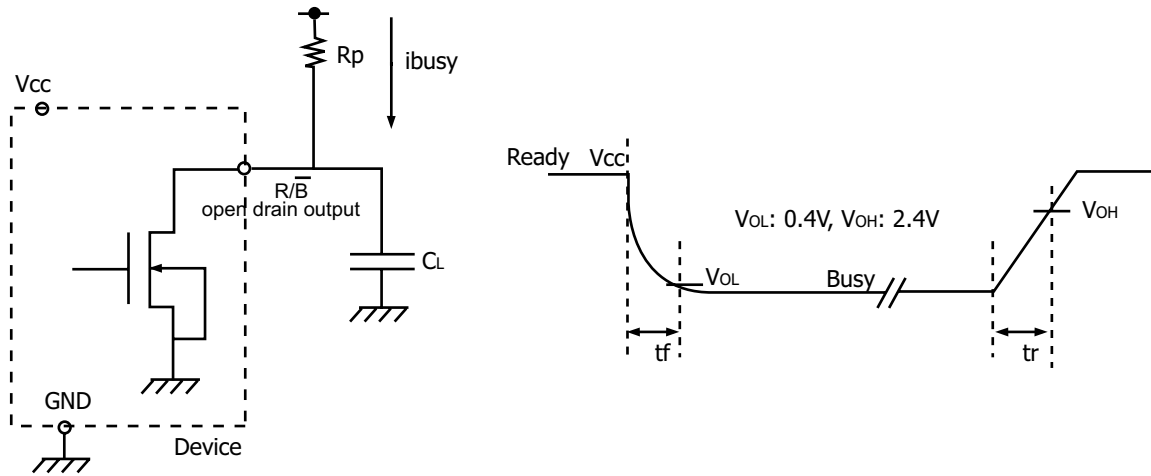 Rp
ibusy
Vcc
R/B̅
open drain output
CL
GND
Device
Ready Vcc
VOL: 0.4V, VOH: 2.4V
VOH
VOL
Busy
tf
tr